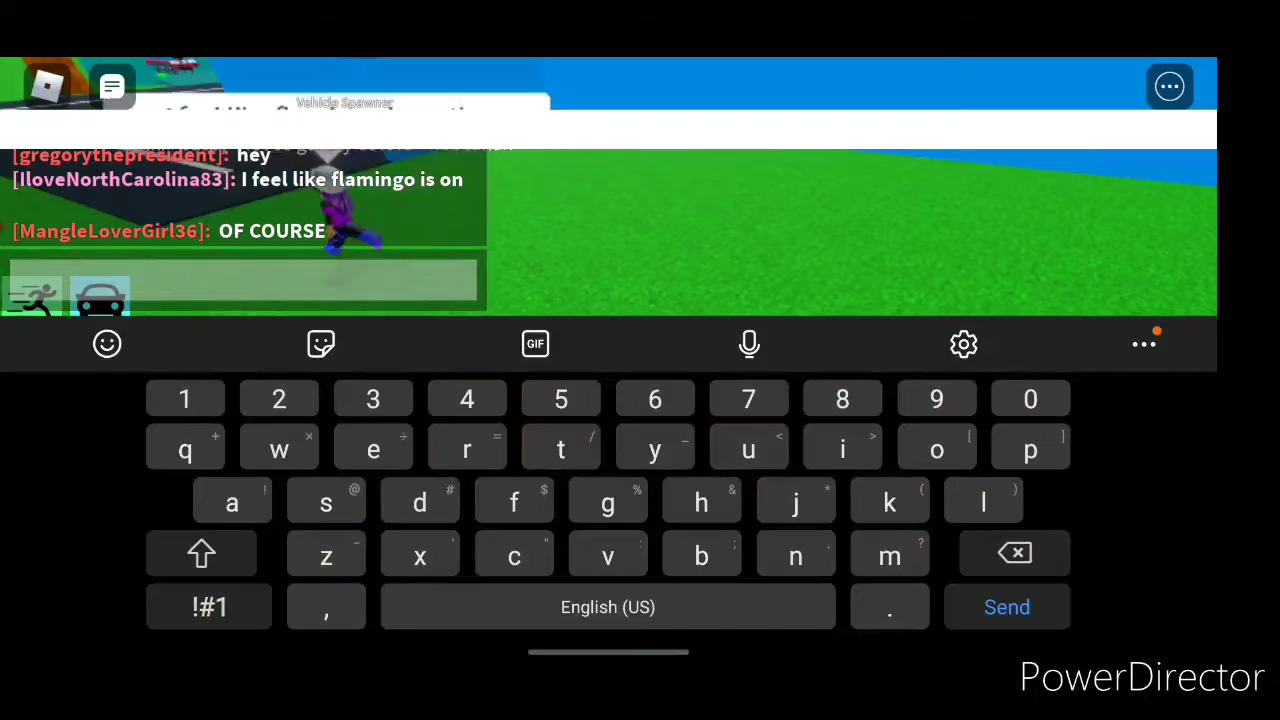 Vehicle Spawner
[gregorythepresident]: hey
[IloveNorthCarolina83]: I feel like flamingo is on
[MangleLoverGirl36]: OF COURSE
GIF
1 2 3 4 5 6 7 8 9 0
q + w × e ÷ r = t / y _ u < i > o [ p ]
a ! s @ d # f $ g % h & j * k ( l )
z - x ' c " v : b ; n , m ?
!#1 , English (US) . Send
PowerDirector